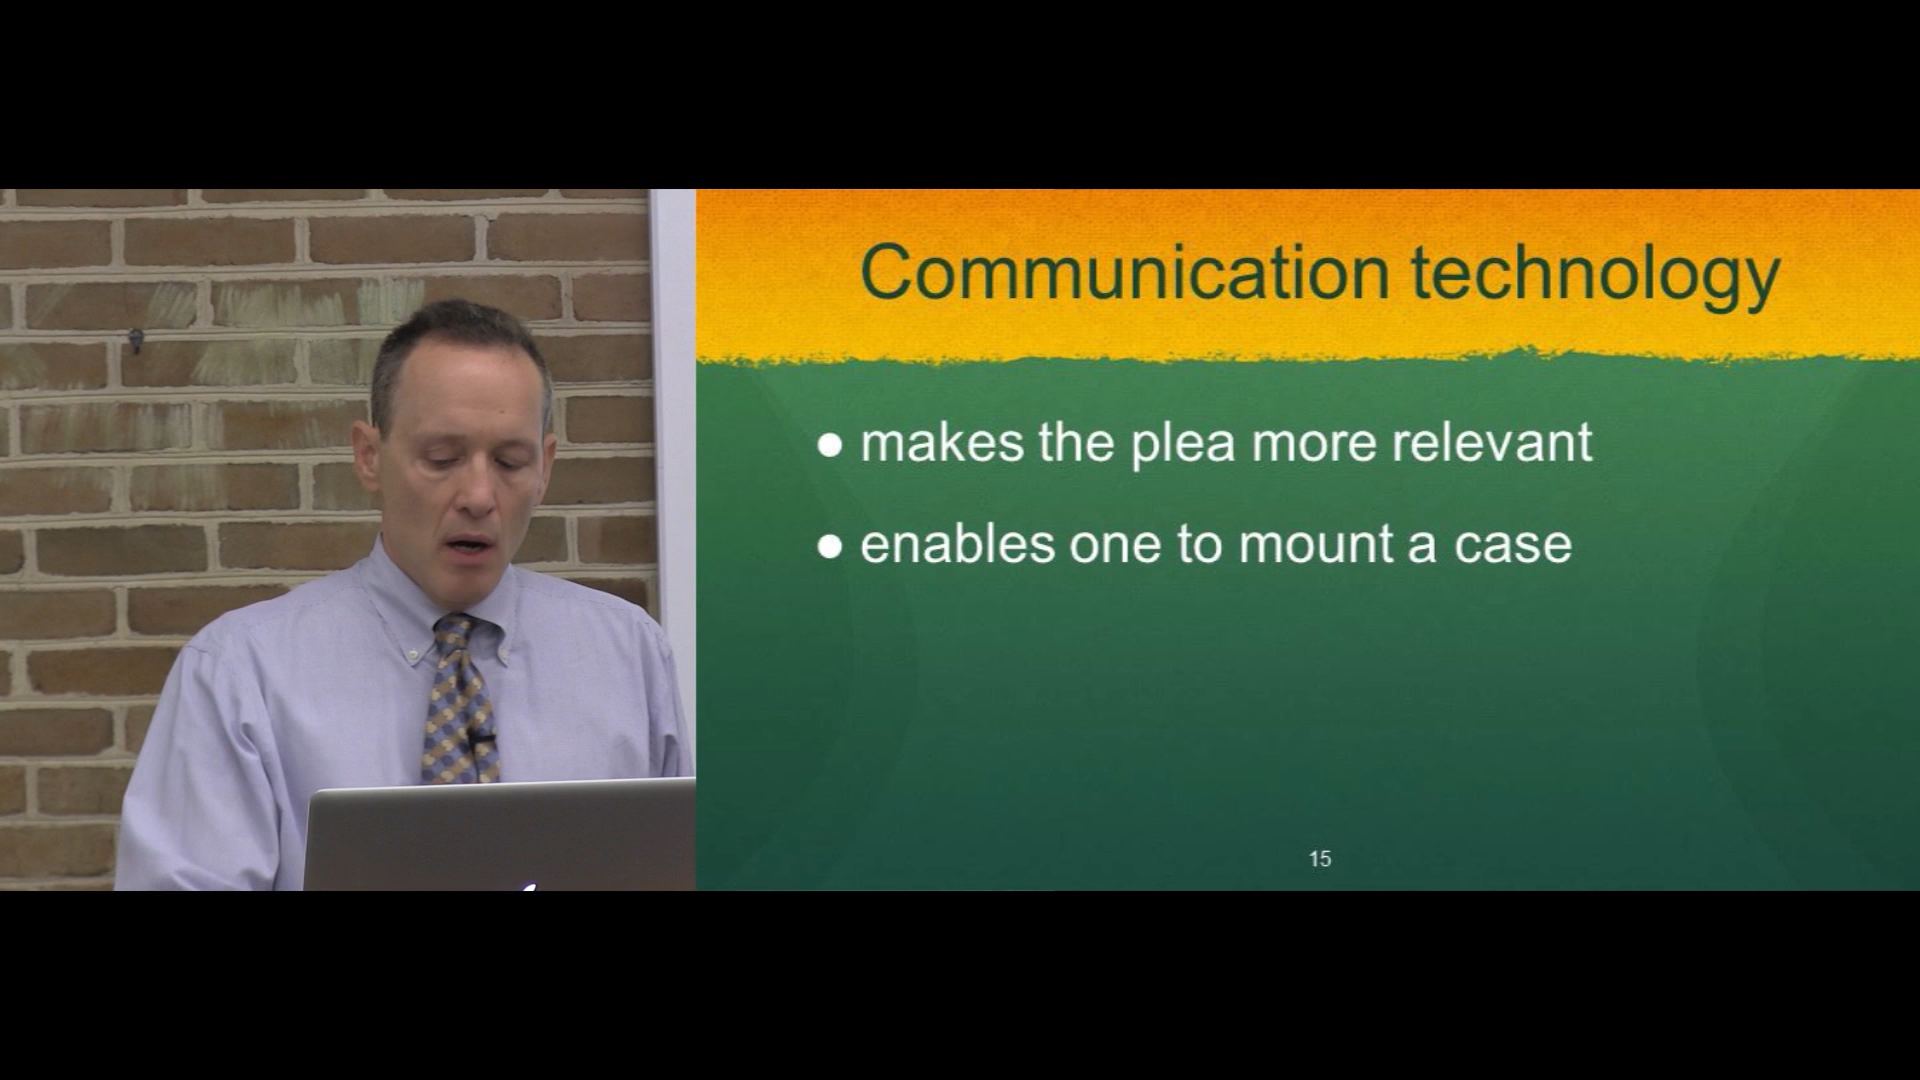 Communication technology
● makes the plea more relevant
● enables one to mount a case
15